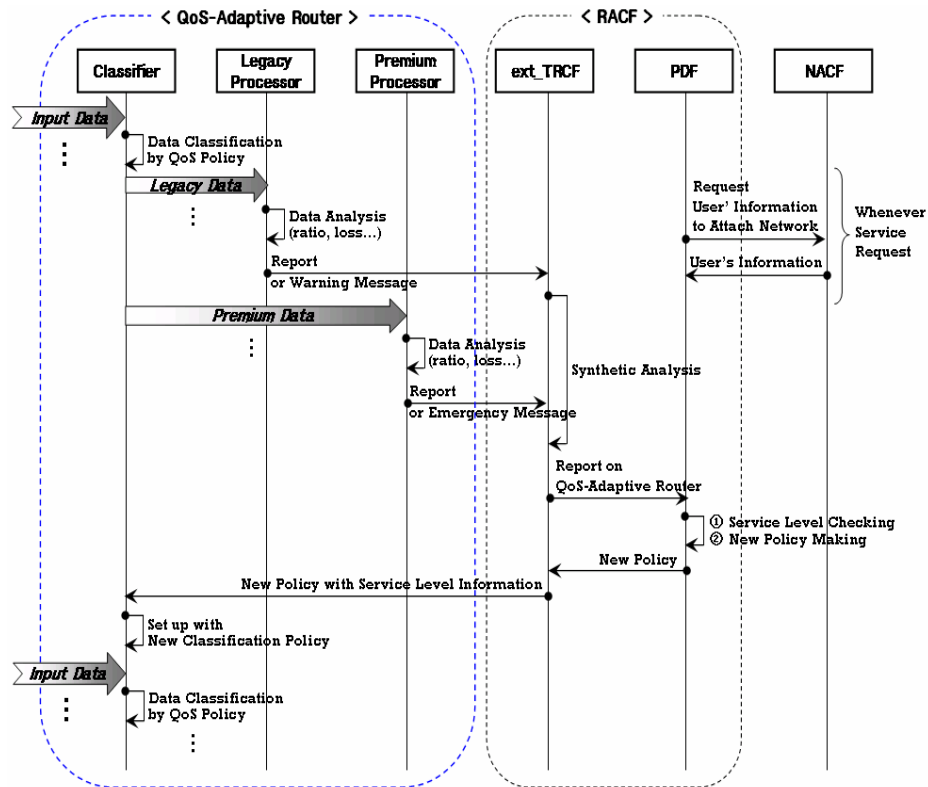 < QoS-Adaptive Router >
< RACF >
Classifier
Legacy
Processor
Premium
Processor
ext_TRCF
PDF
NACF
Input Data
Data Classification
by QoS Policy
Legacy Data
Request
User' Information
to Attach Network
Whenever
Service
Request
Data Analysis
(ratio, loss...)
User's Information
Report
or Warning Message
Premium Data
Data Analysis
(ratio, loss...)
Synthetic Analysis
Report
or Emergency Message
Report on
QoS-Adaptive Router
① Service Level Checking
② New Policy Making
New Policy
New Policy with Service Level Information
Set up with
New Classification Policy
Input Data
Data Classification
by QoS Policy